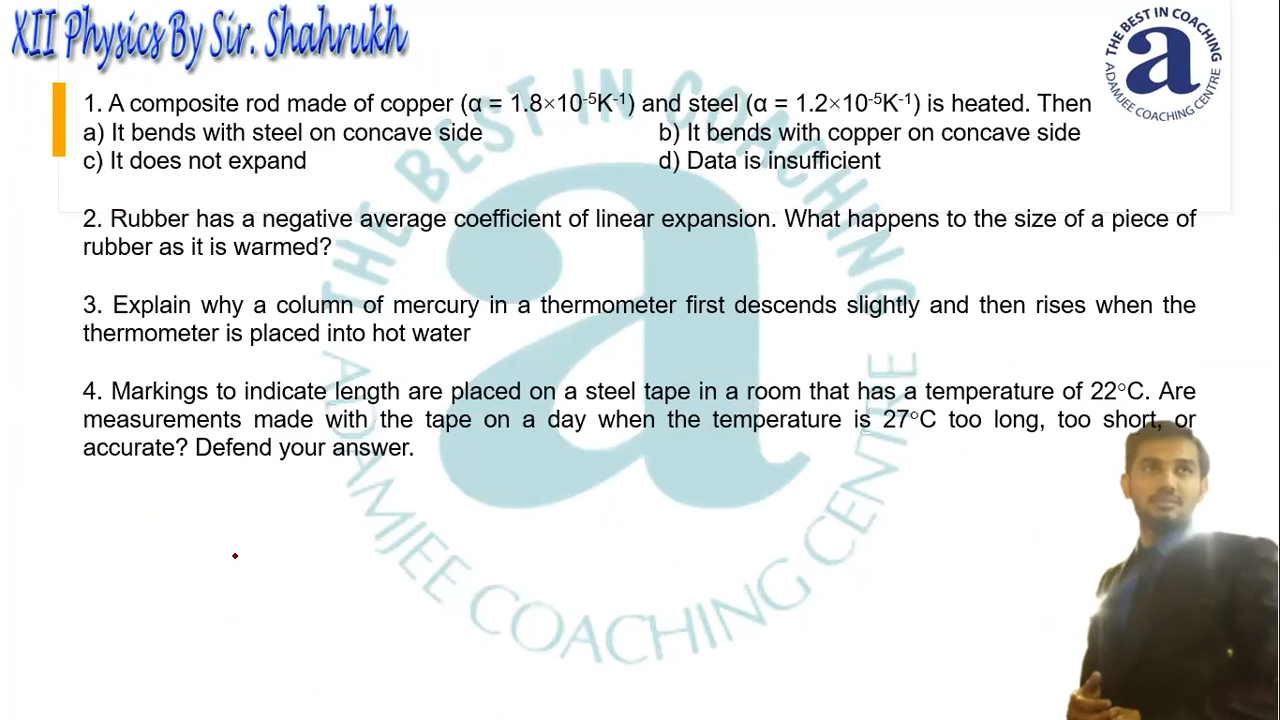 XII Physics By Sir. Shahrukh
THE BEST IN COACHING
a
ADAMJEE COACHING CENTRE
1. A composite rod made of copper (α = 1.8×10⁻⁵K⁻¹) and steel (α = 1.2×10⁻⁵K⁻¹) is heated. Then
a) It bends with steel on concave side b) It bends with copper on concave side
c) It does not expand d) Data is insufficient
2. Rubber has a negative average coefficient of linear expansion. What happens to the size of a piece of
rubber as it is warmed?
3. Explain why a column of mercury in a thermometer first descends slightly and then rises when the
thermometer is placed into hot water
4. Markings to indicate length are placed on a steel tape in a room that has a temperature of 22°C. Are
measurements made with the tape on a day when the temperature is 27°C too long, too short, or
accurate? Defend your answer.
THE BEST IN COACHING
a
ADAMJEE COACHING CENTRE